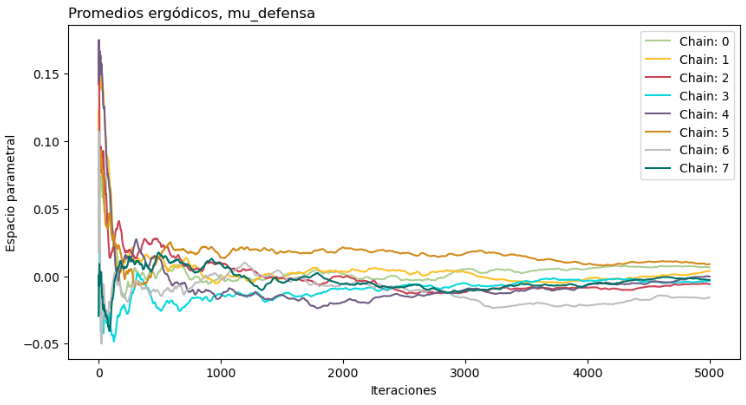 Promedios ergódicos, mu_defensa
Chain: 0
Chain: 1
Chain: 2
Chain: 3
Chain: 4
Chain: 5
Chain: 6
Chain: 7
Espacio parametral
0.15
0.10
0.05
0.00
−0.05
0
1000
2000
3000
4000
5000
Iteraciones